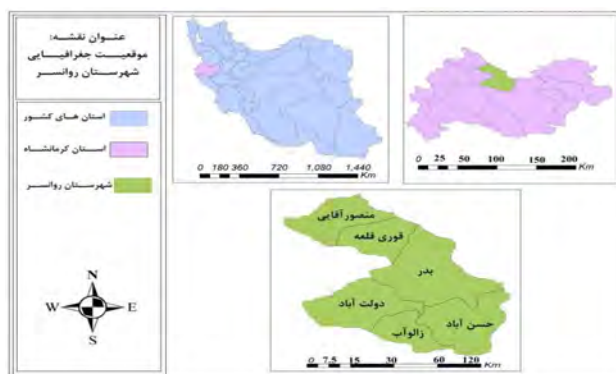 عنوان نقشه:
موقعیت جغرافیایی
شهرستان روانسر
استان های کشور
استان کرمانشاه
شهرستان روانسر
N
W E
S
0 180 360 720 1,080 1,440
Km
0 25 50 100 150 200
Km
منصورآقایی
قوری قلعه
بدر
دولت آباد
حسن آباد
زالوآب
0 7.5 15 30 60 120
Km